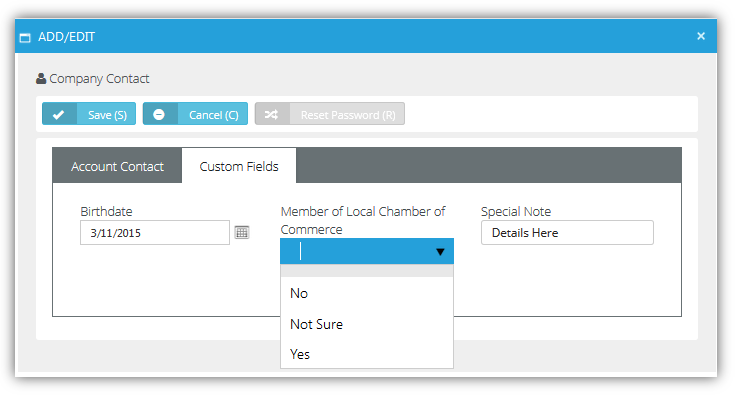 ADD/EDIT
Company Contact
Save (S) Cancel (C) Reset Password (R)
Account Contact Custom Fields
Birthdate
3/11/2015
Member of Local Chamber of
Commerce
No
Not Sure
Yes
Special Note
Details Here